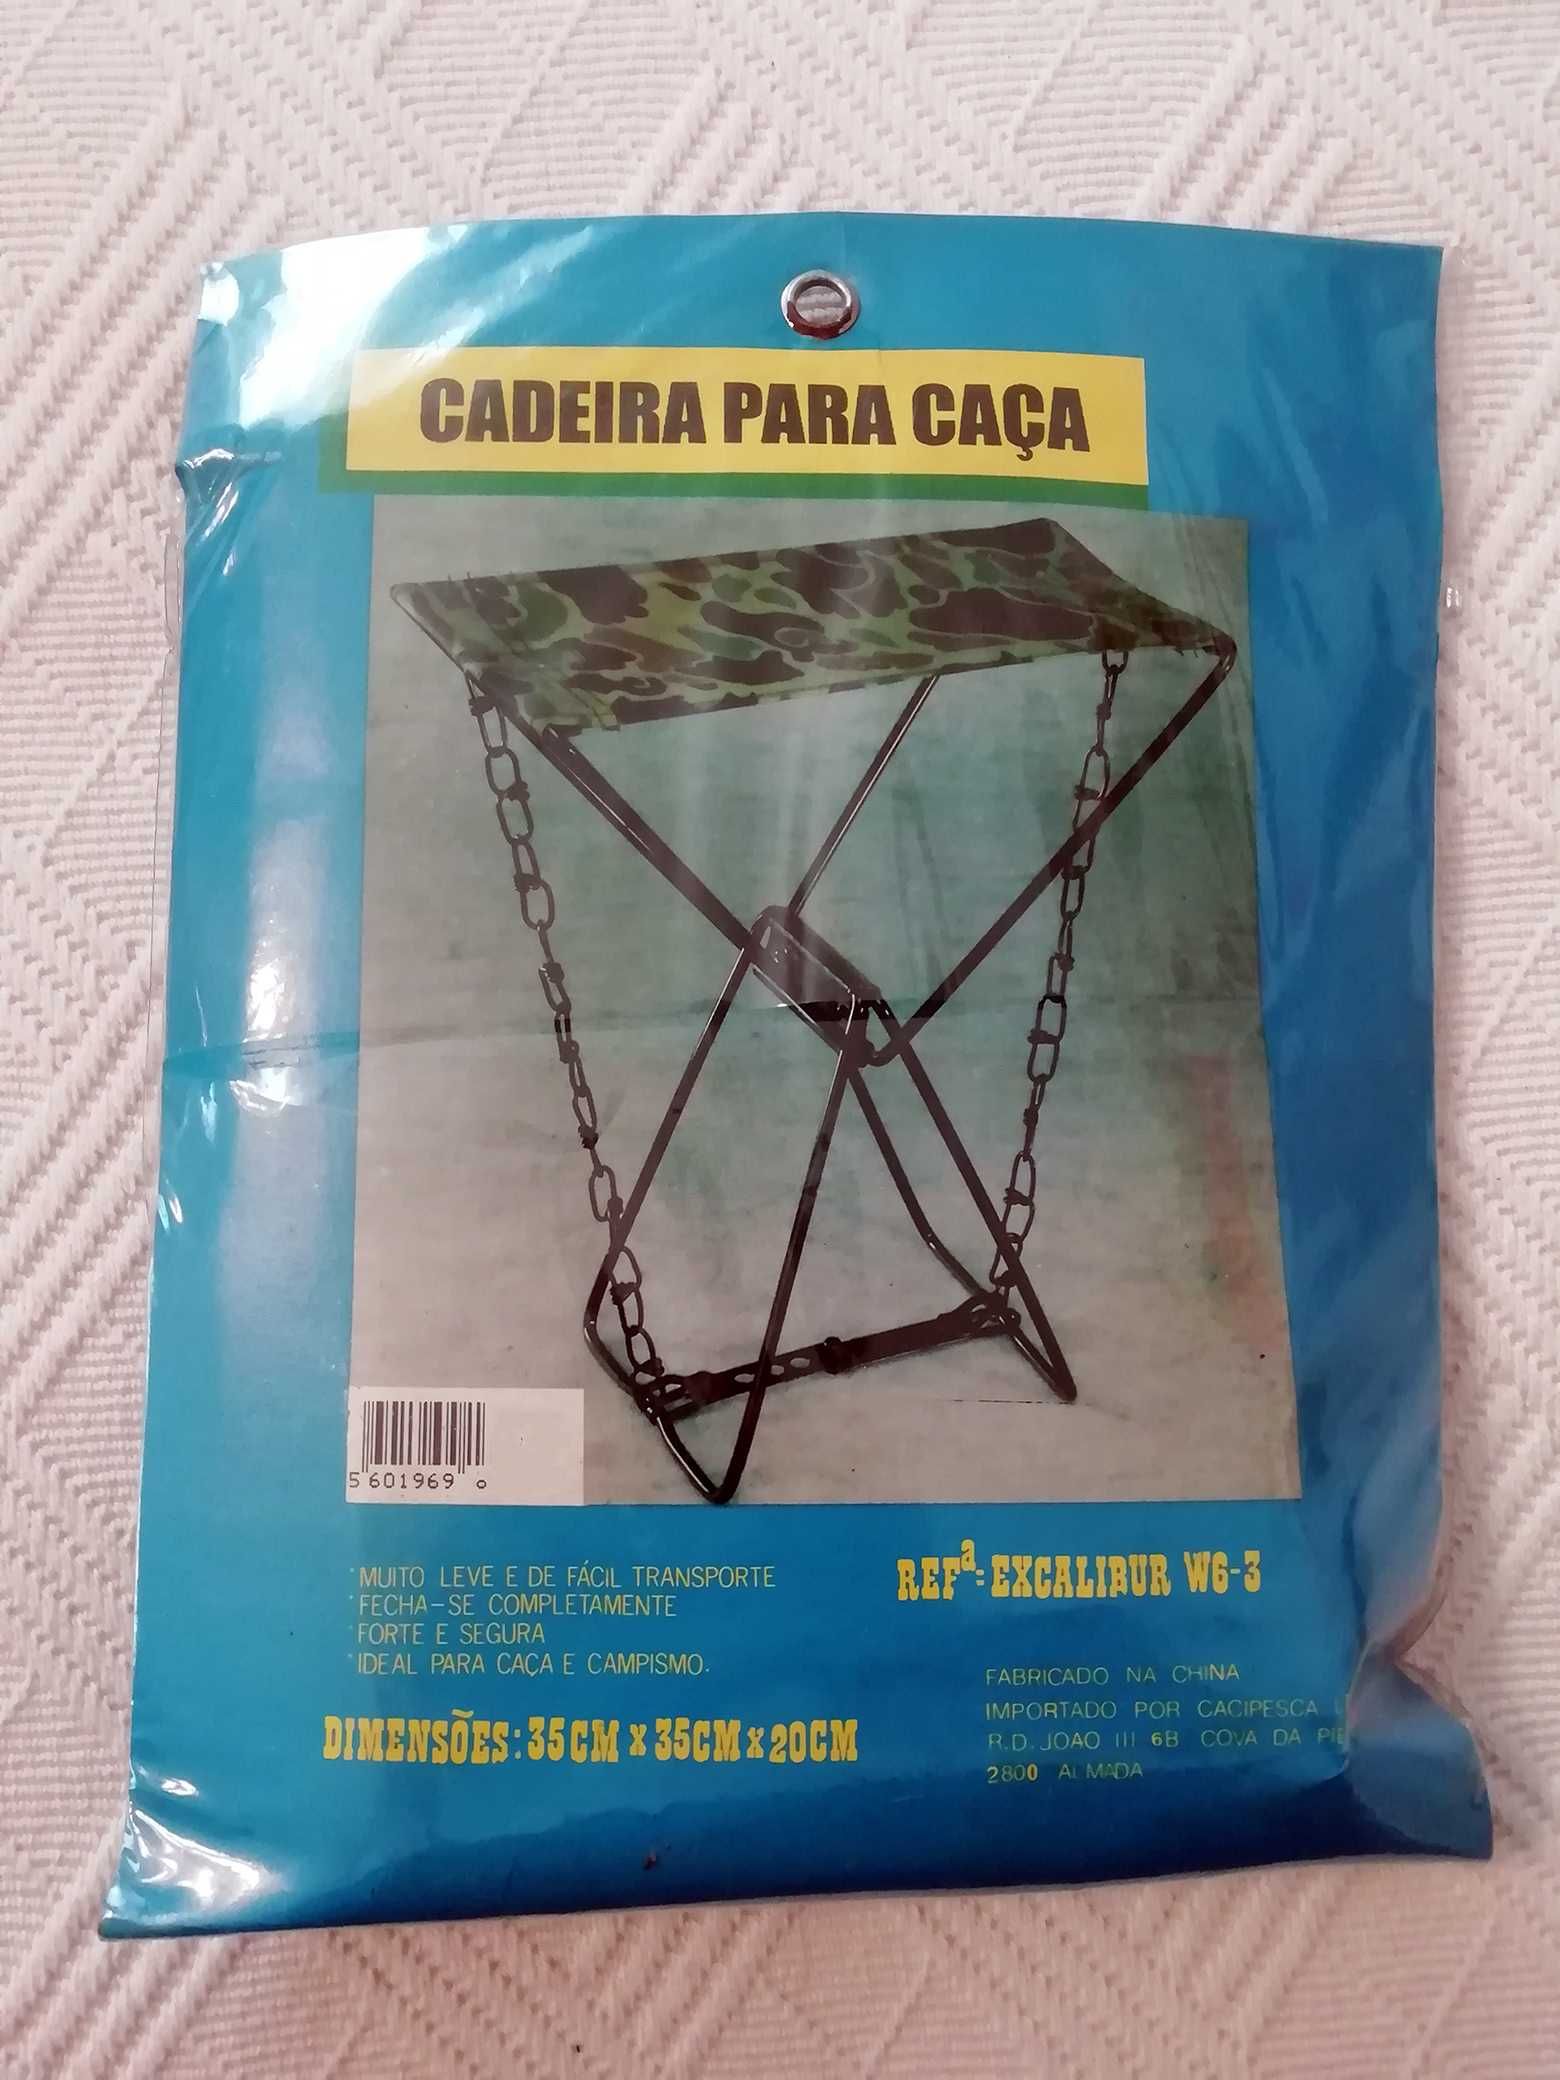 CADEIRA PARA CAÇA
5 601969 0
*MUITO LEVE E DE FÁCIL TRANSPORTE
*FECHA-SE COMPLETAMENTE
*FORTE E SEGURA
*IDEAL PARA CAÇA E CAMPISMO.
DIMENSÕES: 35CM x 35CM x 20CM
REFª= EXCALIBUR W6-3
FABRICADO NA CHINA
IMPORTADO POR CACIPESCA
R.D. JOAO III 6B COVA DA
2800 ALMADA